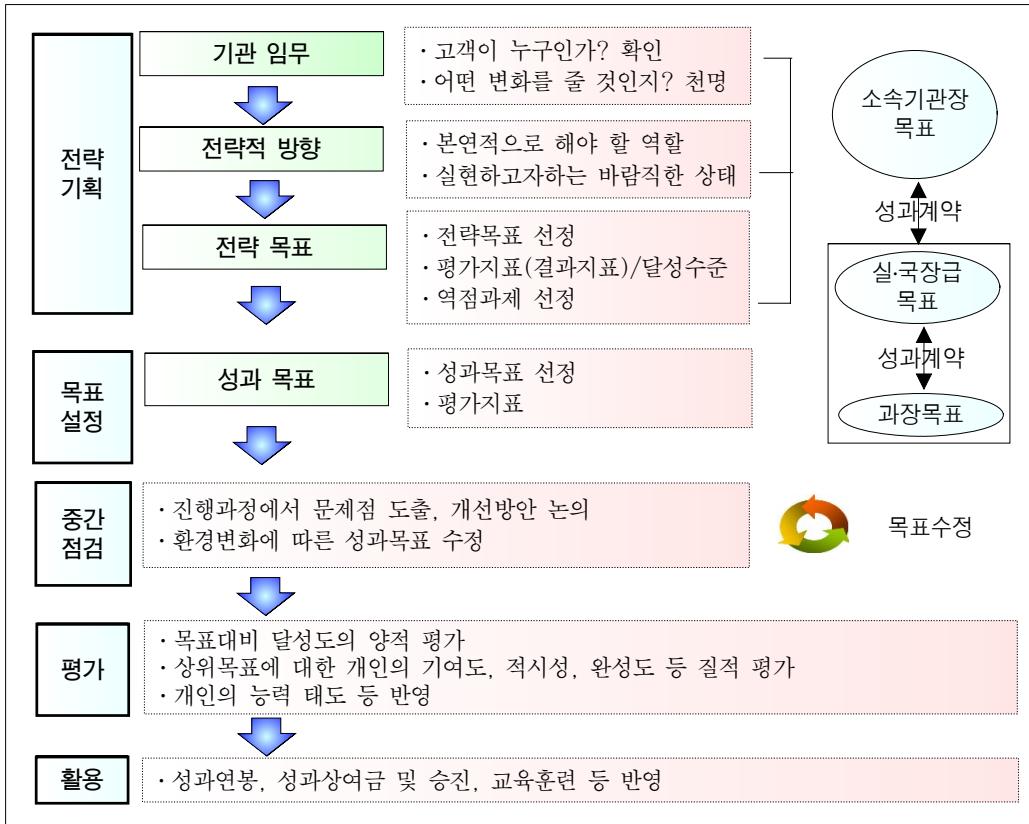 전략
기획
기관 임무
· 고객이 누구인가? 확인
· 어떤 변화를 줄 것인지? 천명
전략적 방향
· 본연적으로 해야 할 역할
· 실현하고자하는 바람직한 상태
전략 목표
· 전략목표 선정
· 평가지표(결과지표)/달성수준
· 역점과제 선정
소속기관장
목표
성과계약
실·국장급
목표
성과계약
과장목표
목표
설정
성과 목표
· 성과목표 선정
· 평가지표
중간
점검
· 진행과정에서 문제점 도출, 개선방안 논의
· 환경변화에 따른 성과목표 수정
목표수정
평가
· 목표대비 달성도의 양적 평가
· 상위목표에 대한 개인의 기여도, 적시성, 완성도 등 질적 평가
· 개인의 능력 태도 등 반영
활용
· 성과연봉, 성과상여금 및 승진, 교육훈련 등 반영